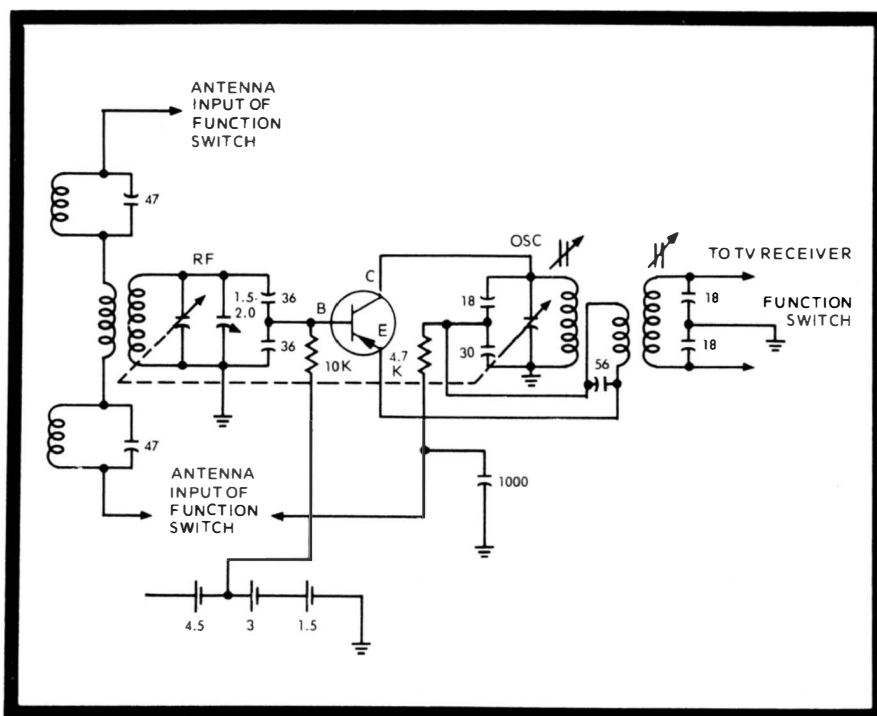 ANTENNA
INPUT OF
FUNCTION
SWITCH
47
RF
1.5-
2.0
36
36
B
C
E
10K
4.7
K
OSC
18
30
56
TO TV RECEIVER
FUNCTION
SWITCH
18
18
47
ANTENNA
INPUT OF
FUNCTION
SWITCH
1000
4.5
3
1.5